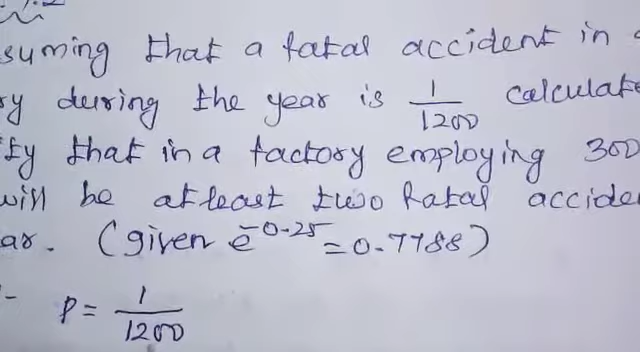 suming that a fatal accident in a
ry during the year is 1/1200 calculate
ity that in a factory employing 300
will be atleast two fatal accide
ar. (given e^-0.25 = 0.7788)
P = 1/1200